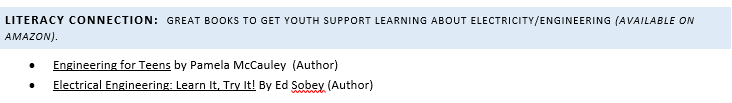 LITERACY CONNECTION: GREAT BOOKS TO GET YOUTH SUPPORT LEARNING ABOUT ELECTRICITY/ENGINEERING (AVAILABLE ON
AMAZON).
• Engineering for Teens by Pamela McCauley (Author)
• Electrical Engineering: Learn It, Try It! By Ed Sobey (Author)